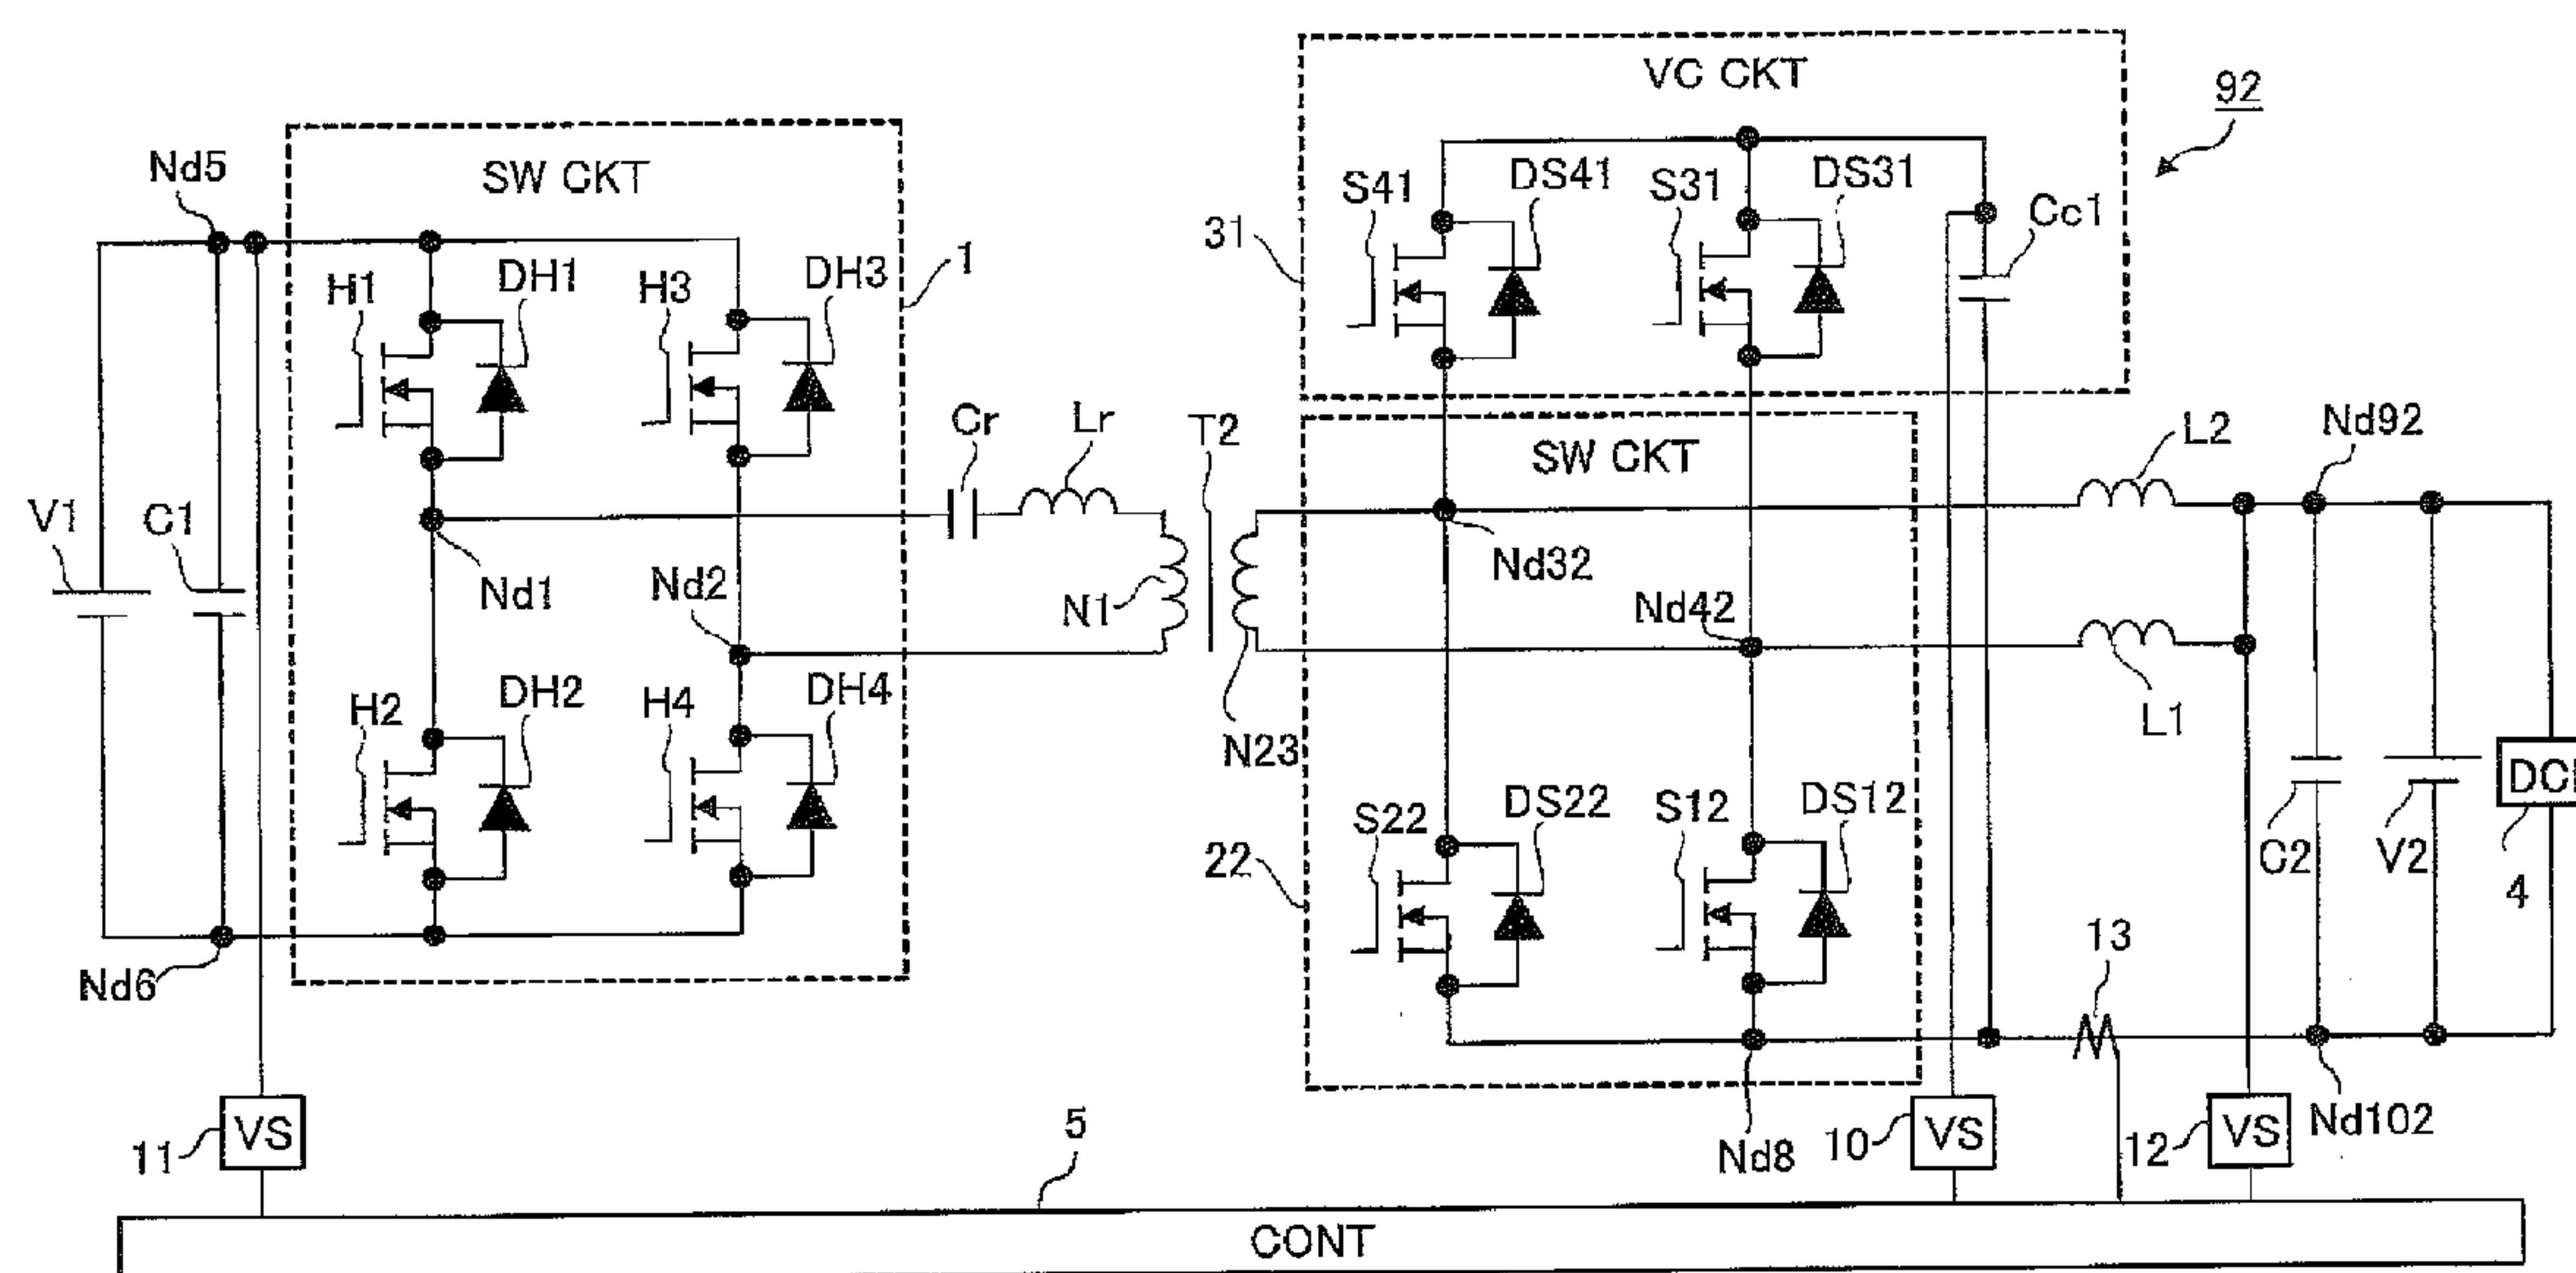 92
VC CKT
Nd5
SW CKT
S41
DS41
S31
DS31
Cc1
31
1
H1
DH1
H3
DH3
Cr
Lr
T2
SW CKT
L2
Nd92
V1
C1
Nd1
Nd2
N1
Nd32
Nd42
L1
H2
DH2
H4
DH4
N23
S22
DS22
S12
DS12
22
C2
V2
4
13
Nd6
11
VS
5
Nd8
10
VS
12
VS
Nd102
CONT